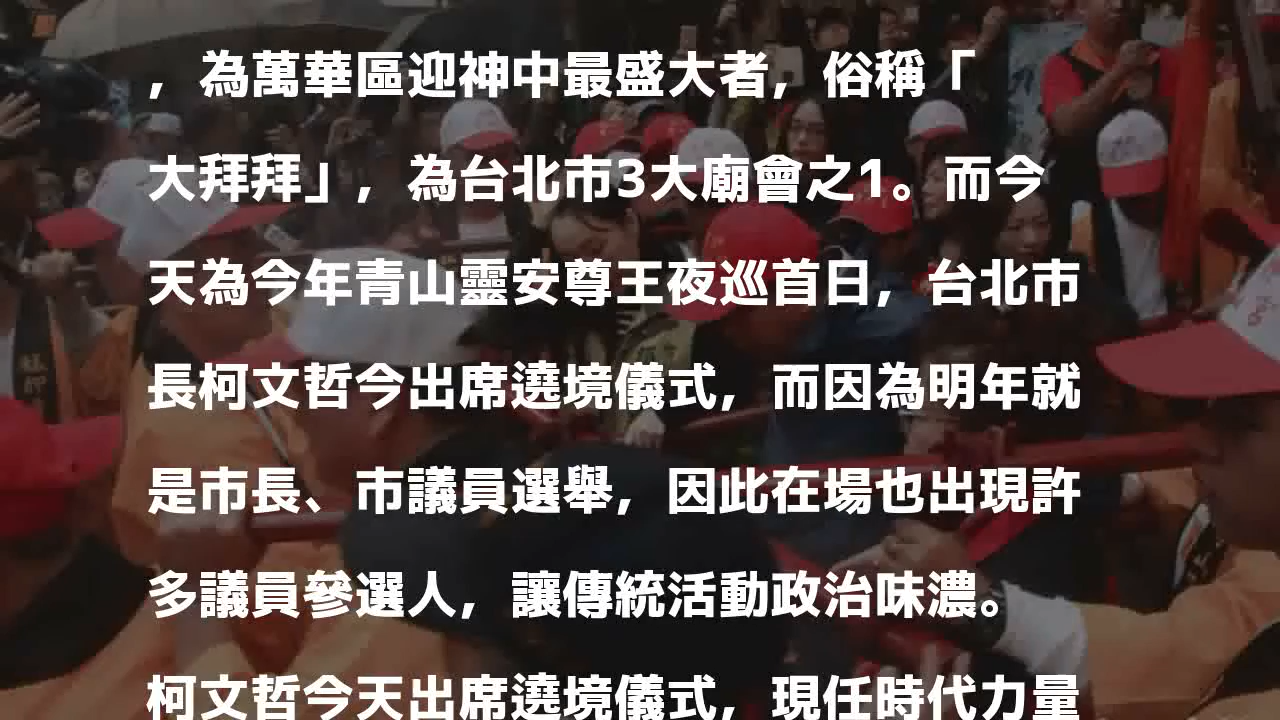 ，為萬華區迎神中最盛大者，俗稱「
大拜拜」，為台北市3大廟會之1。而今
天為今年青山靈安尊王夜巡首日，台北市
長柯文哲今出席遶境儀式，而因為明年就
是市長、市議員選舉，因此在場也出現許
多議員參選人，讓傳統活動政治味濃。
柯文哲今天出席遶境儀式，現任時代力量